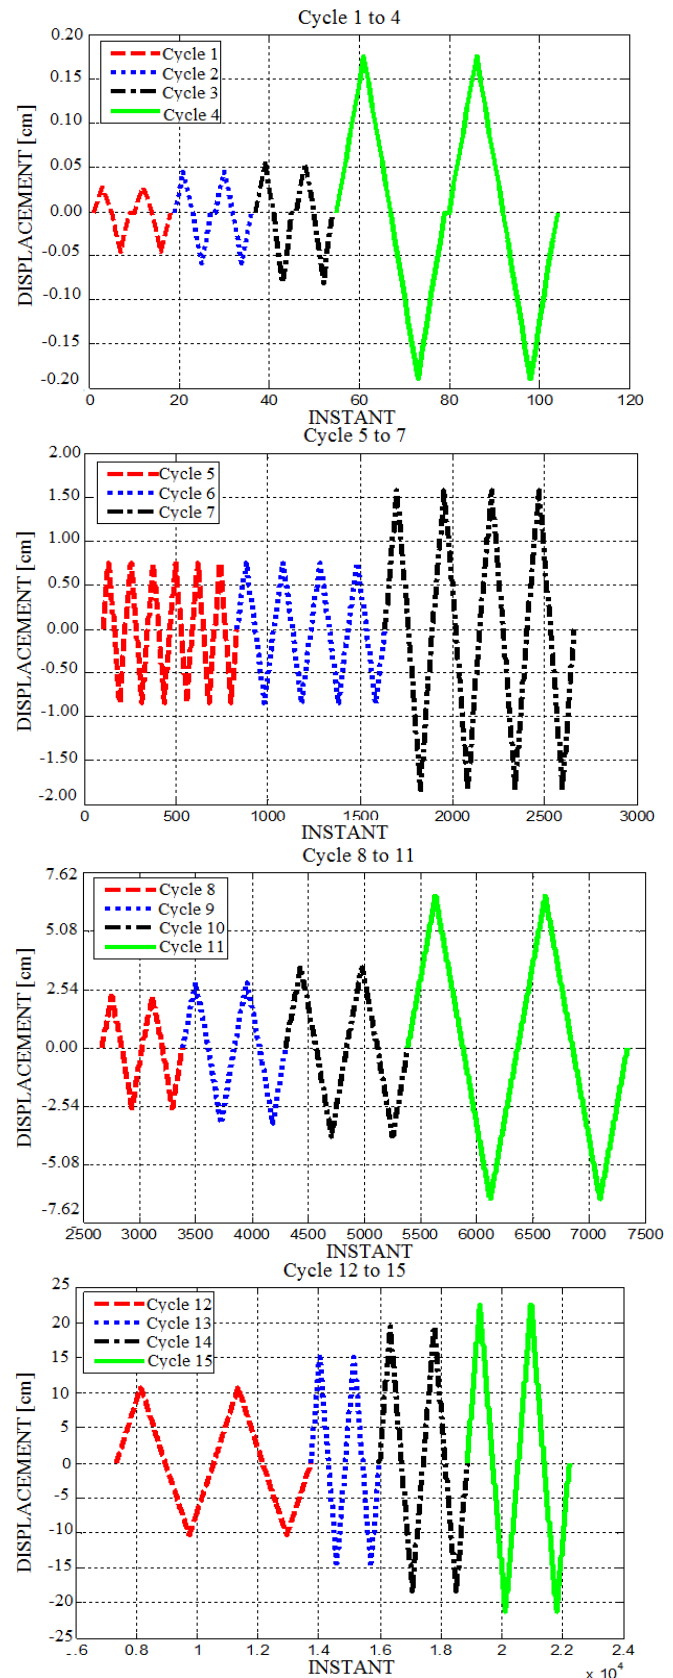 Cycle 1 to 4
0.20
0.15
0.10
0.05
0.00
-0.05
-0.10
-0.15
-0.20
DISPLACEMENT [cm]
Cycle 1
Cycle 2
Cycle 3
Cycle 4
0 20 40 60 80 100 120
INSTANT
Cycle 5 to 7
2.00
1.50
1.00
0.50
0.00
-0.50
-1.00
-1.50
-2.00
DISPLACEMENT [cm]
Cycle 5
Cycle 6
Cycle 7
0 500 1000 1500 2000 2500 3000
INSTANT
Cycle 8 to 11
7.62
5.08
2.54
0.00
-2.54
-5.08
-7.62
DISPLACEMENT [cm]
Cycle 8
Cycle 9
Cycle 10
Cycle 11
2500 3000 3500 4000 4500 5000 5500 6000 6500 7000 7500
INSTANT
Cycle 12 to 15
25
20
15
10
5
0
-5
-10
-15
-20
-25
DISPLACEMENT [cm]
Cycle 12
Cycle 13
Cycle 14
Cycle 15
.6 0.8 1 1.2 1.4 1.6 1.8 2 2.2 2.4
INSTANT
x 10⁴